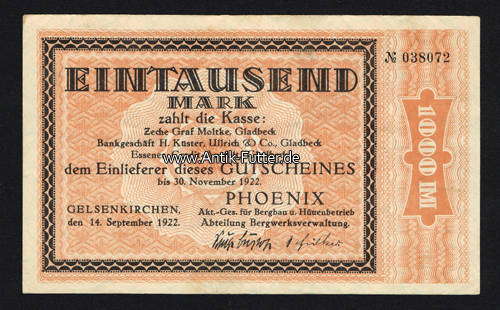 № 038072
EINTAUSEND
MARK
zahlt die Kasse:
Zeche Graf Moltke, Gladbeck
Bankgeschäft H. Küster, Ullrich & Co., Gladbeck
Essener
www.Antik-Futter.de
dem Einlieferer dieses GUTSCHEINES
bis 30. November 1922.
PHOENIX
GELSENKIRCHEN,
Akt.-Ges. für Bergbau u. Hüttenbetrieb
den 14. September 1922.
Abteilung Bergwerksverwaltung.
1000 M